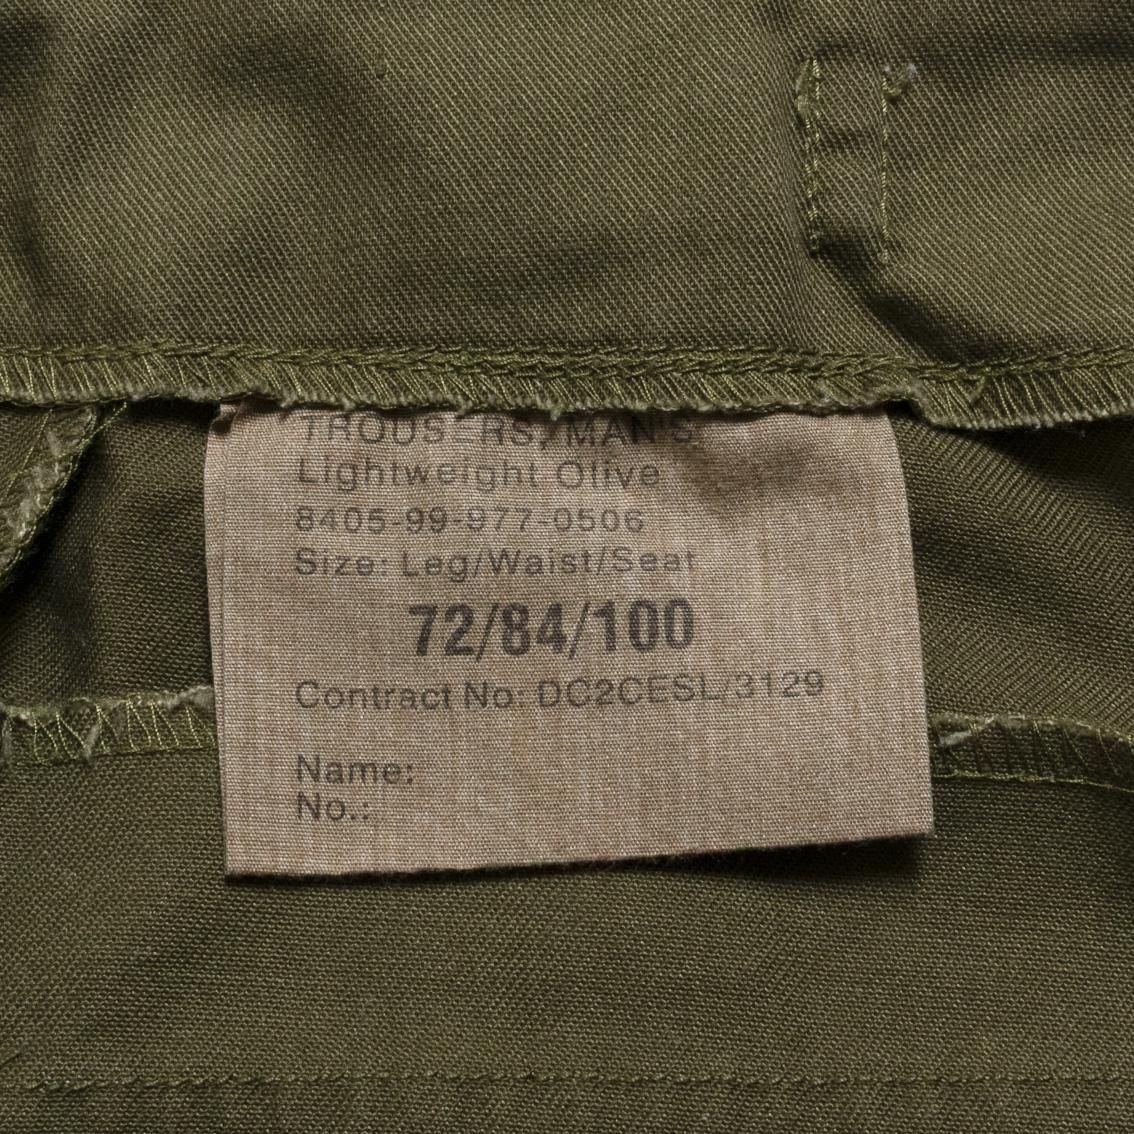 TROUSERS, MAN'S
Lightweight Olive
8405-99-977-0506
Size: Leg/Waist/Seat
72/84/100
Contract No: DC2CESL/3129
Name:
No.: